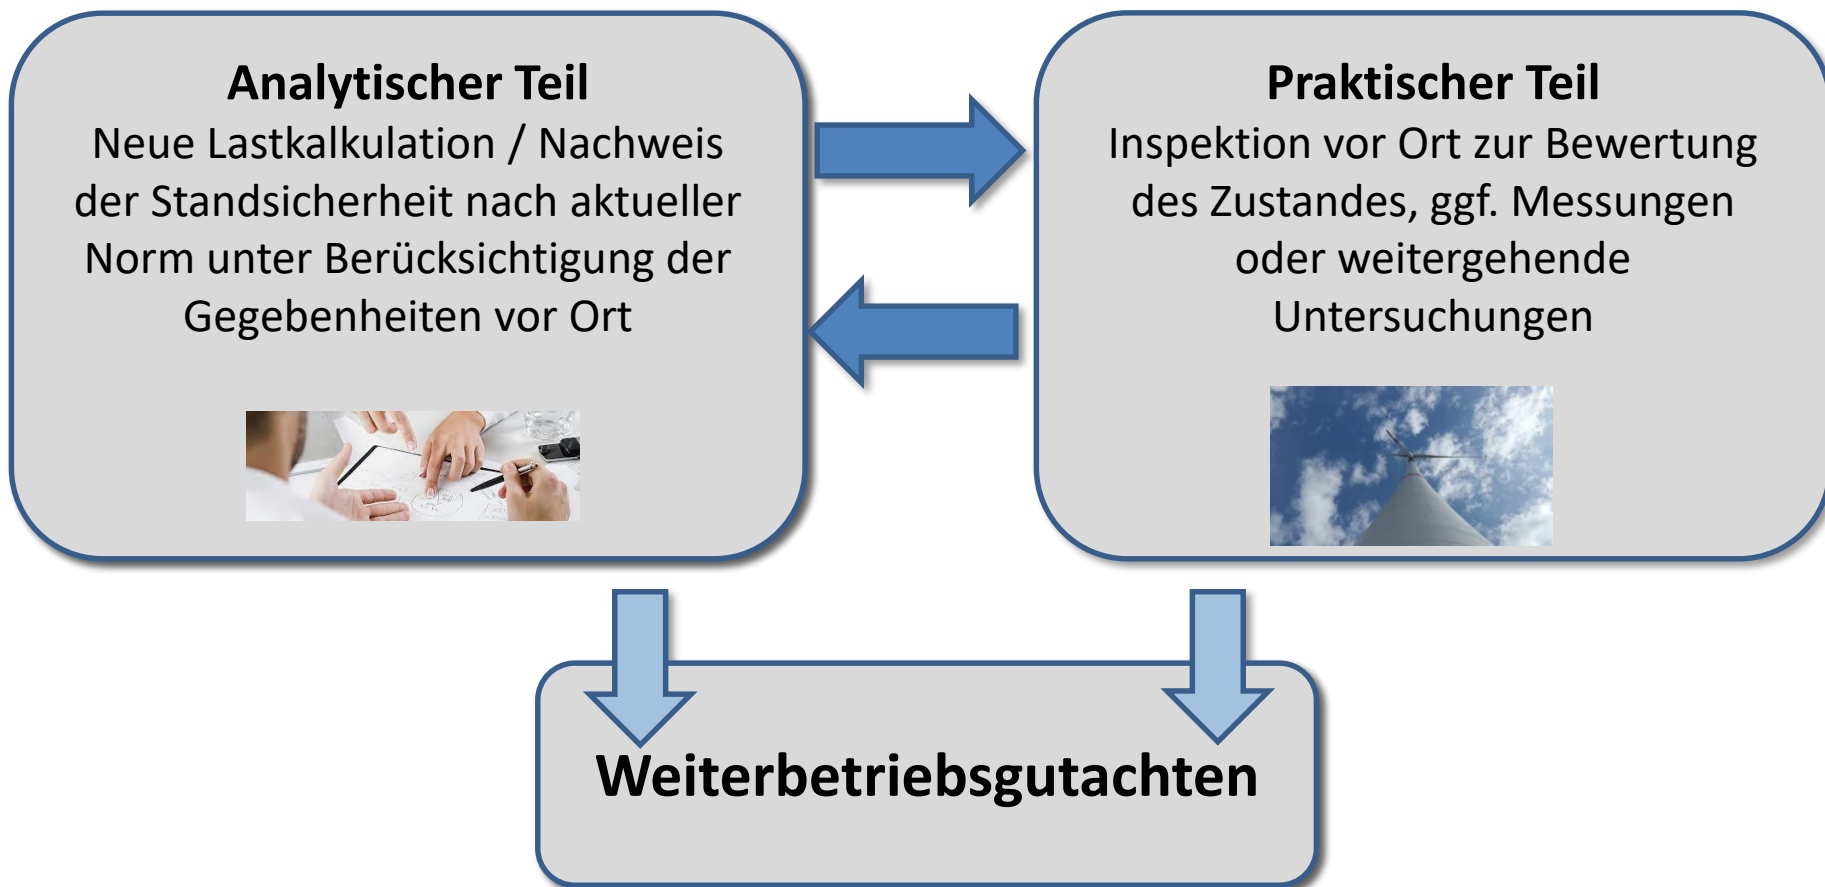 Analytischer Teil
Neue Lastkalkulation / Nachweis
der Standsicherheit nach aktueller
Norm unter Berücksichtigung der
Gegebenheiten vor Ort
Praktischer Teil
Inspektion vor Ort zur Bewertung
des Zustandes, ggf. Messungen
oder weitergehende
Untersuchungen
Weiterbetriebsgutachten